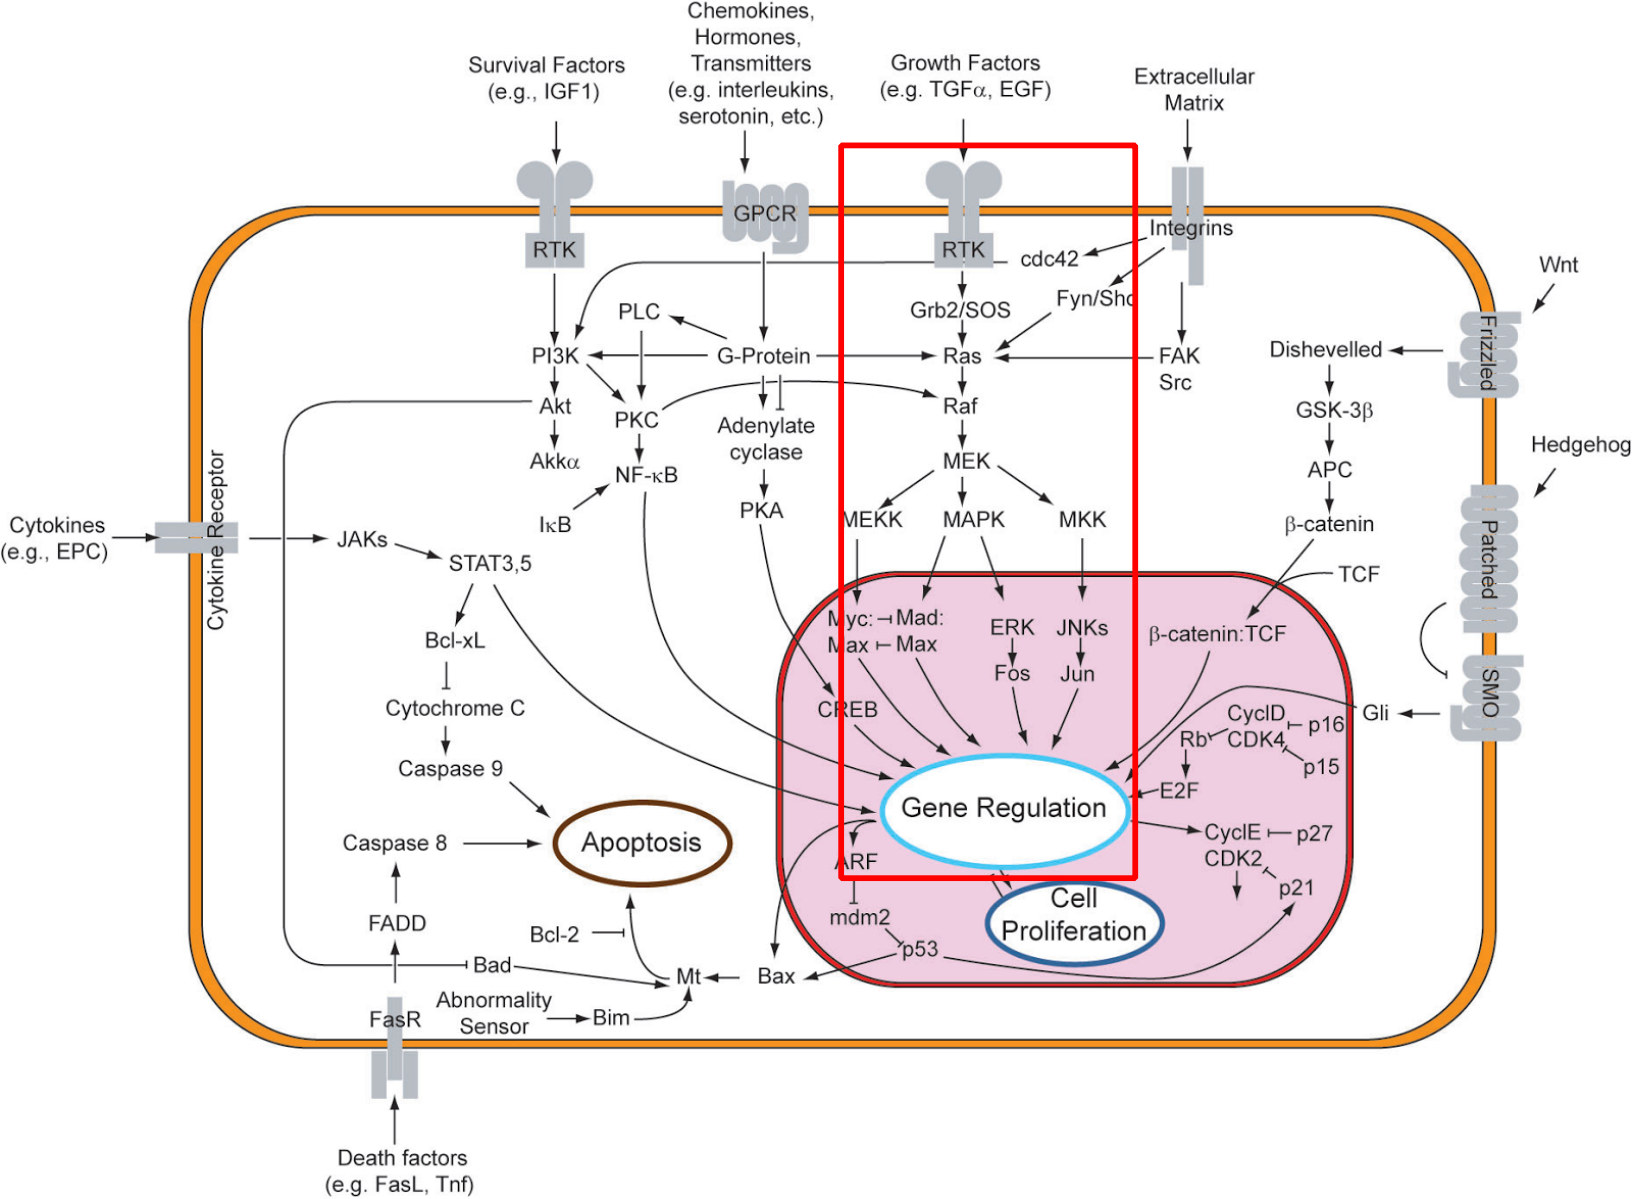 Chemokines,
Hormones,
Transmitters
(e.g. interleukins,
serotonin, etc.)
Survival Factors
(e.g., IGF1)
Growth Factors
(e.g. TGFα, EGF)
Extracellular
Matrix
RTK
GPCR
RTK
Integrins
cdc42
Wnt
Frizzled
PLC
Grb2/SOS
Fyn/Shc
PI3K
G-Protein
Ras
FAK
Src
Dishevelled
Akt
PKC
Raf
GSK-3β
Adenylate
cyclase
Akkα
NF-κB
MEK
APC
Hedgehog
Patched
IκB
PKA
MEKK
MAPK
MKK
β-catenin
TCF
Cytokines
(e.g., EPC)
Cytokine Receptor
JAKs
STAT3,5
Myc:
Mad:
Max
Max
ERK
JNKs
β-catenin:TCF
Bcl-xL
Fos
Jun
SMO
Cytochrome C
CREB
Gli
CyclD
p16
Rb
CDK4
p15
Caspase 9
E2F
Gene Regulation
Caspase 8
Apoptosis
CyclE
p27
CDK2
ARF
p21
FADD
Bcl-2
mdm2
Cell
Proliferation
p53
Bad
Mt
Bax
Abnormality
Sensor
Bim
FasR
Death factors
(e.g. FasL, Tnf)